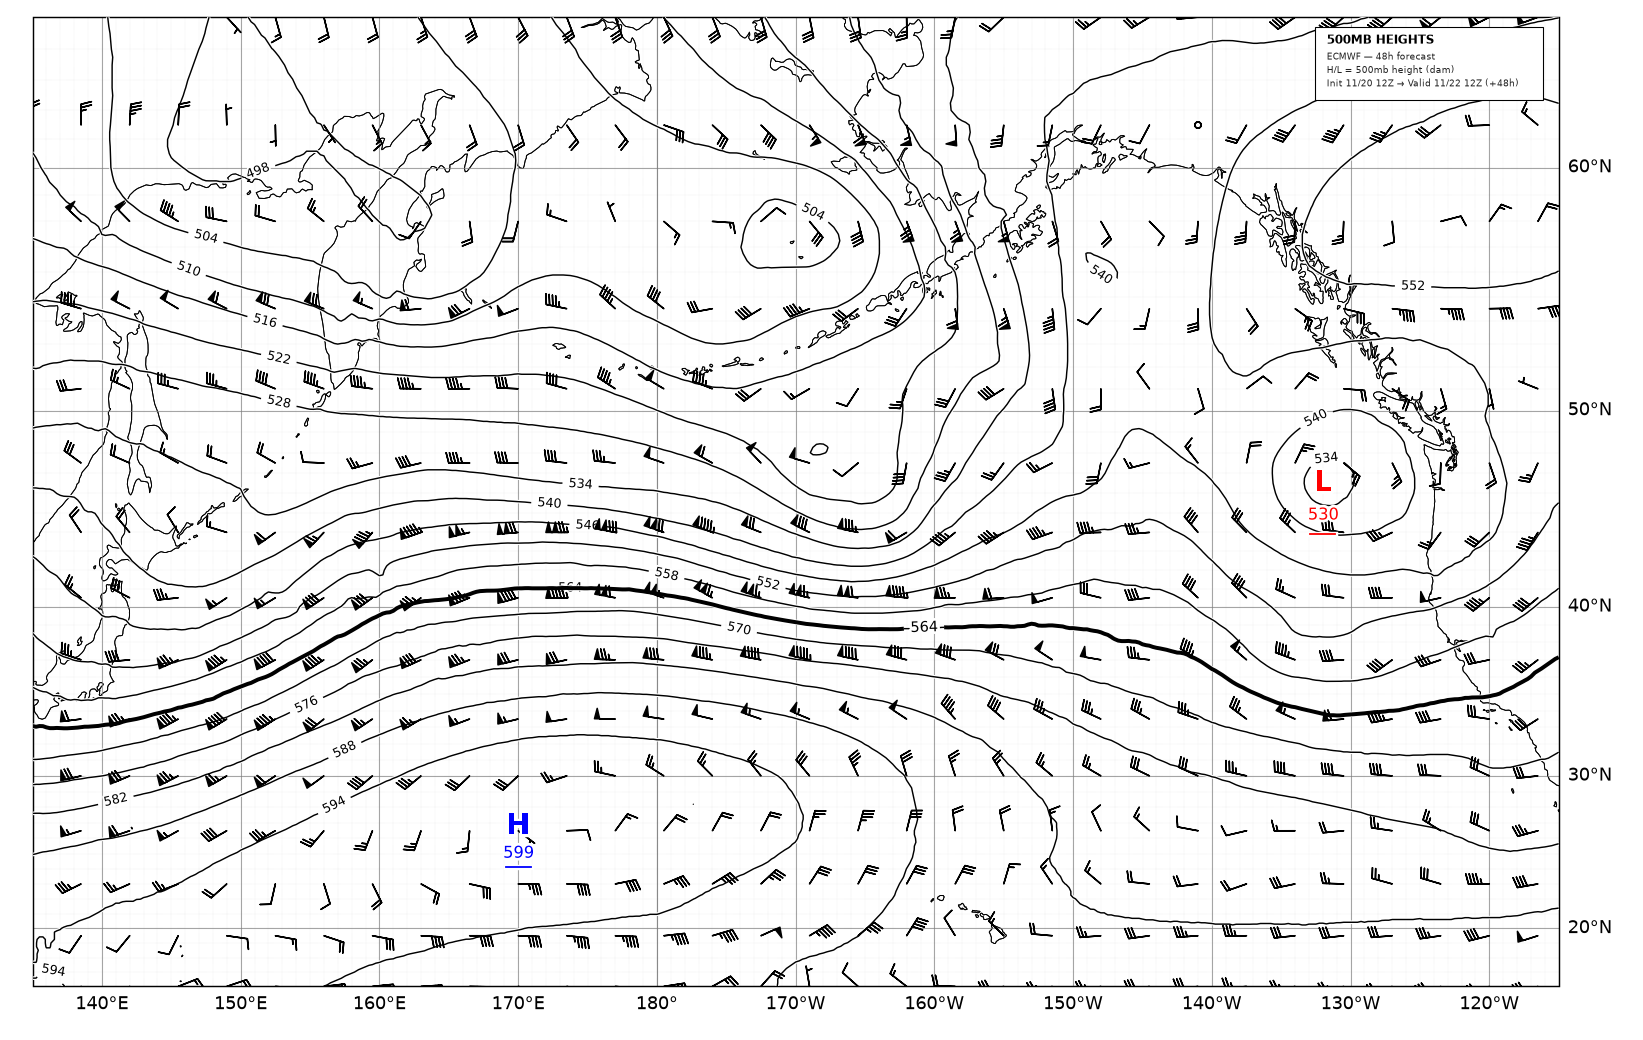 500MB HEIGHTS
ECMWF — 48h forecast
H/L = 500mb height (dam)
Init 11/20 12Z → Valid 11/22 12Z (+48h)
60°N
498
504
504
510
540
552
516
522
528
50°N
540
534
L
530
534
540
546
558
552
564
40°N
570
564
576
588
30°N
582
594
H
599
20°N
594
140°E
150°E
160°E
170°E
180°
170°W
160°W
150°W
140°W
130°W
120°W